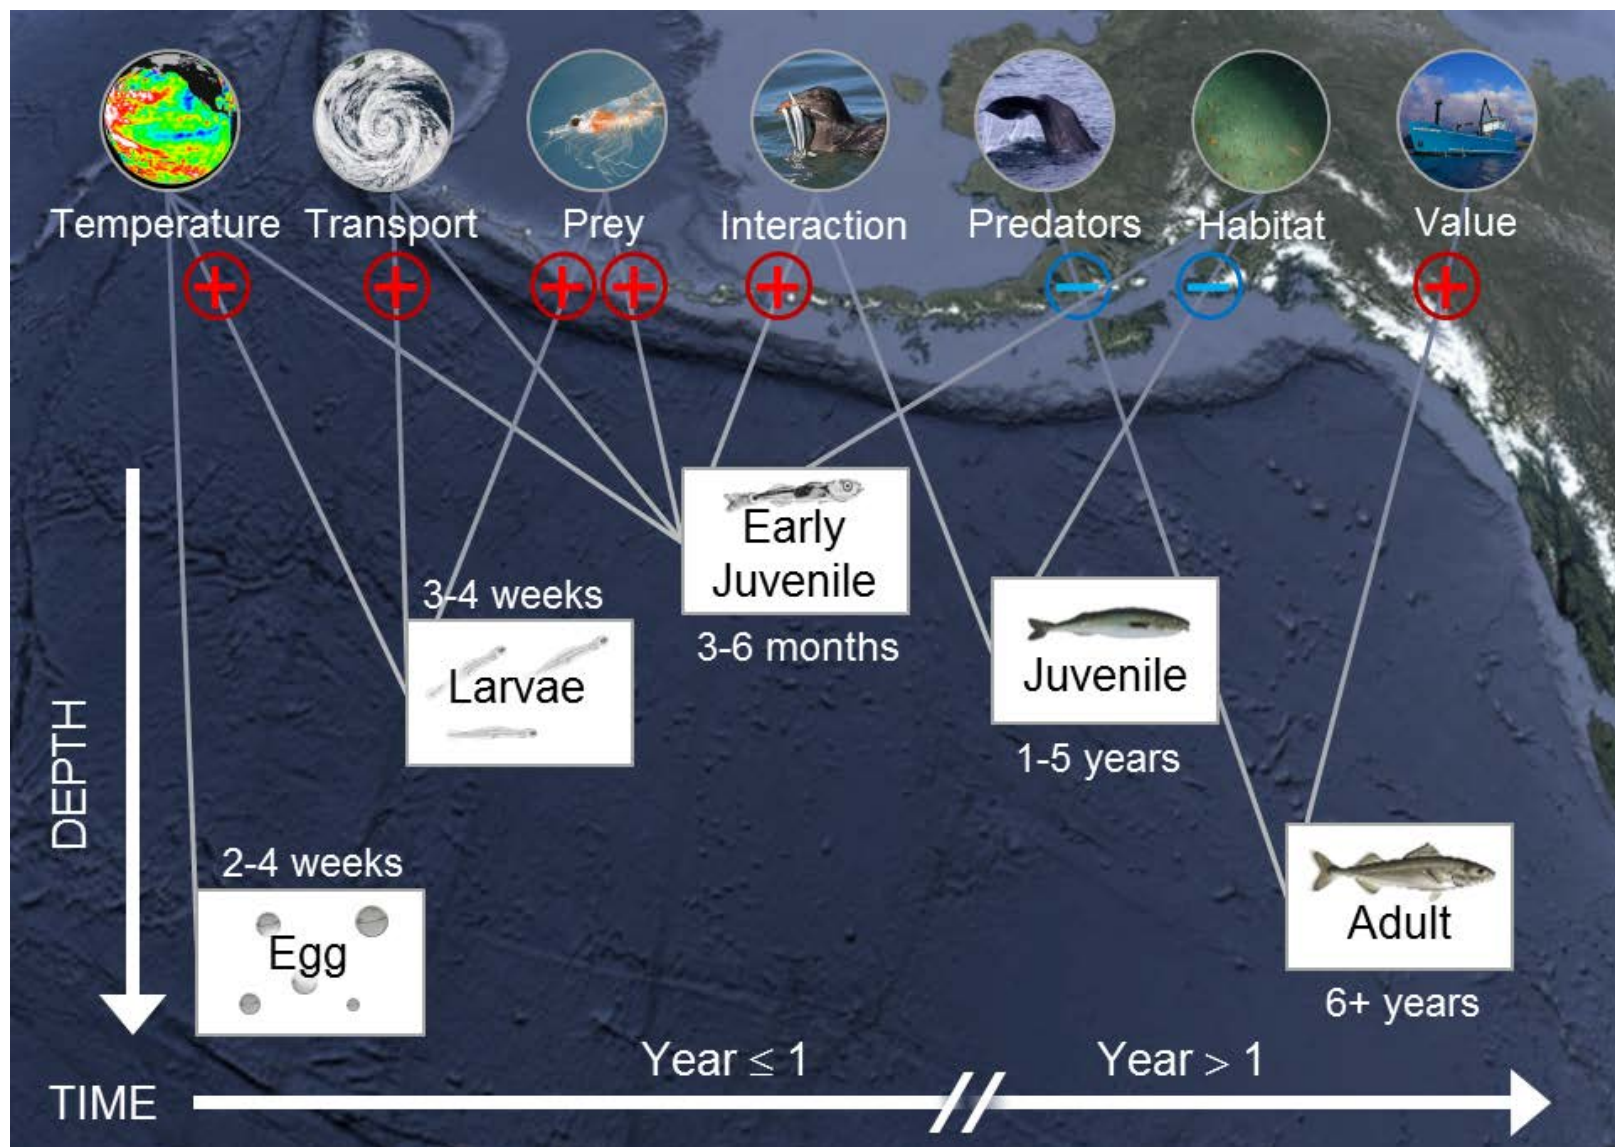 Temperature Transport Prey Interaction Predators Habitat Value
+ + + + + − − +
Early
Juvenile
3-6 months
3-4 weeks
Larvae
Juvenile
1-5 years
DEPTH
2-4 weeks
Egg
Adult
6+ years
Year ≤ 1 Year > 1
TIME